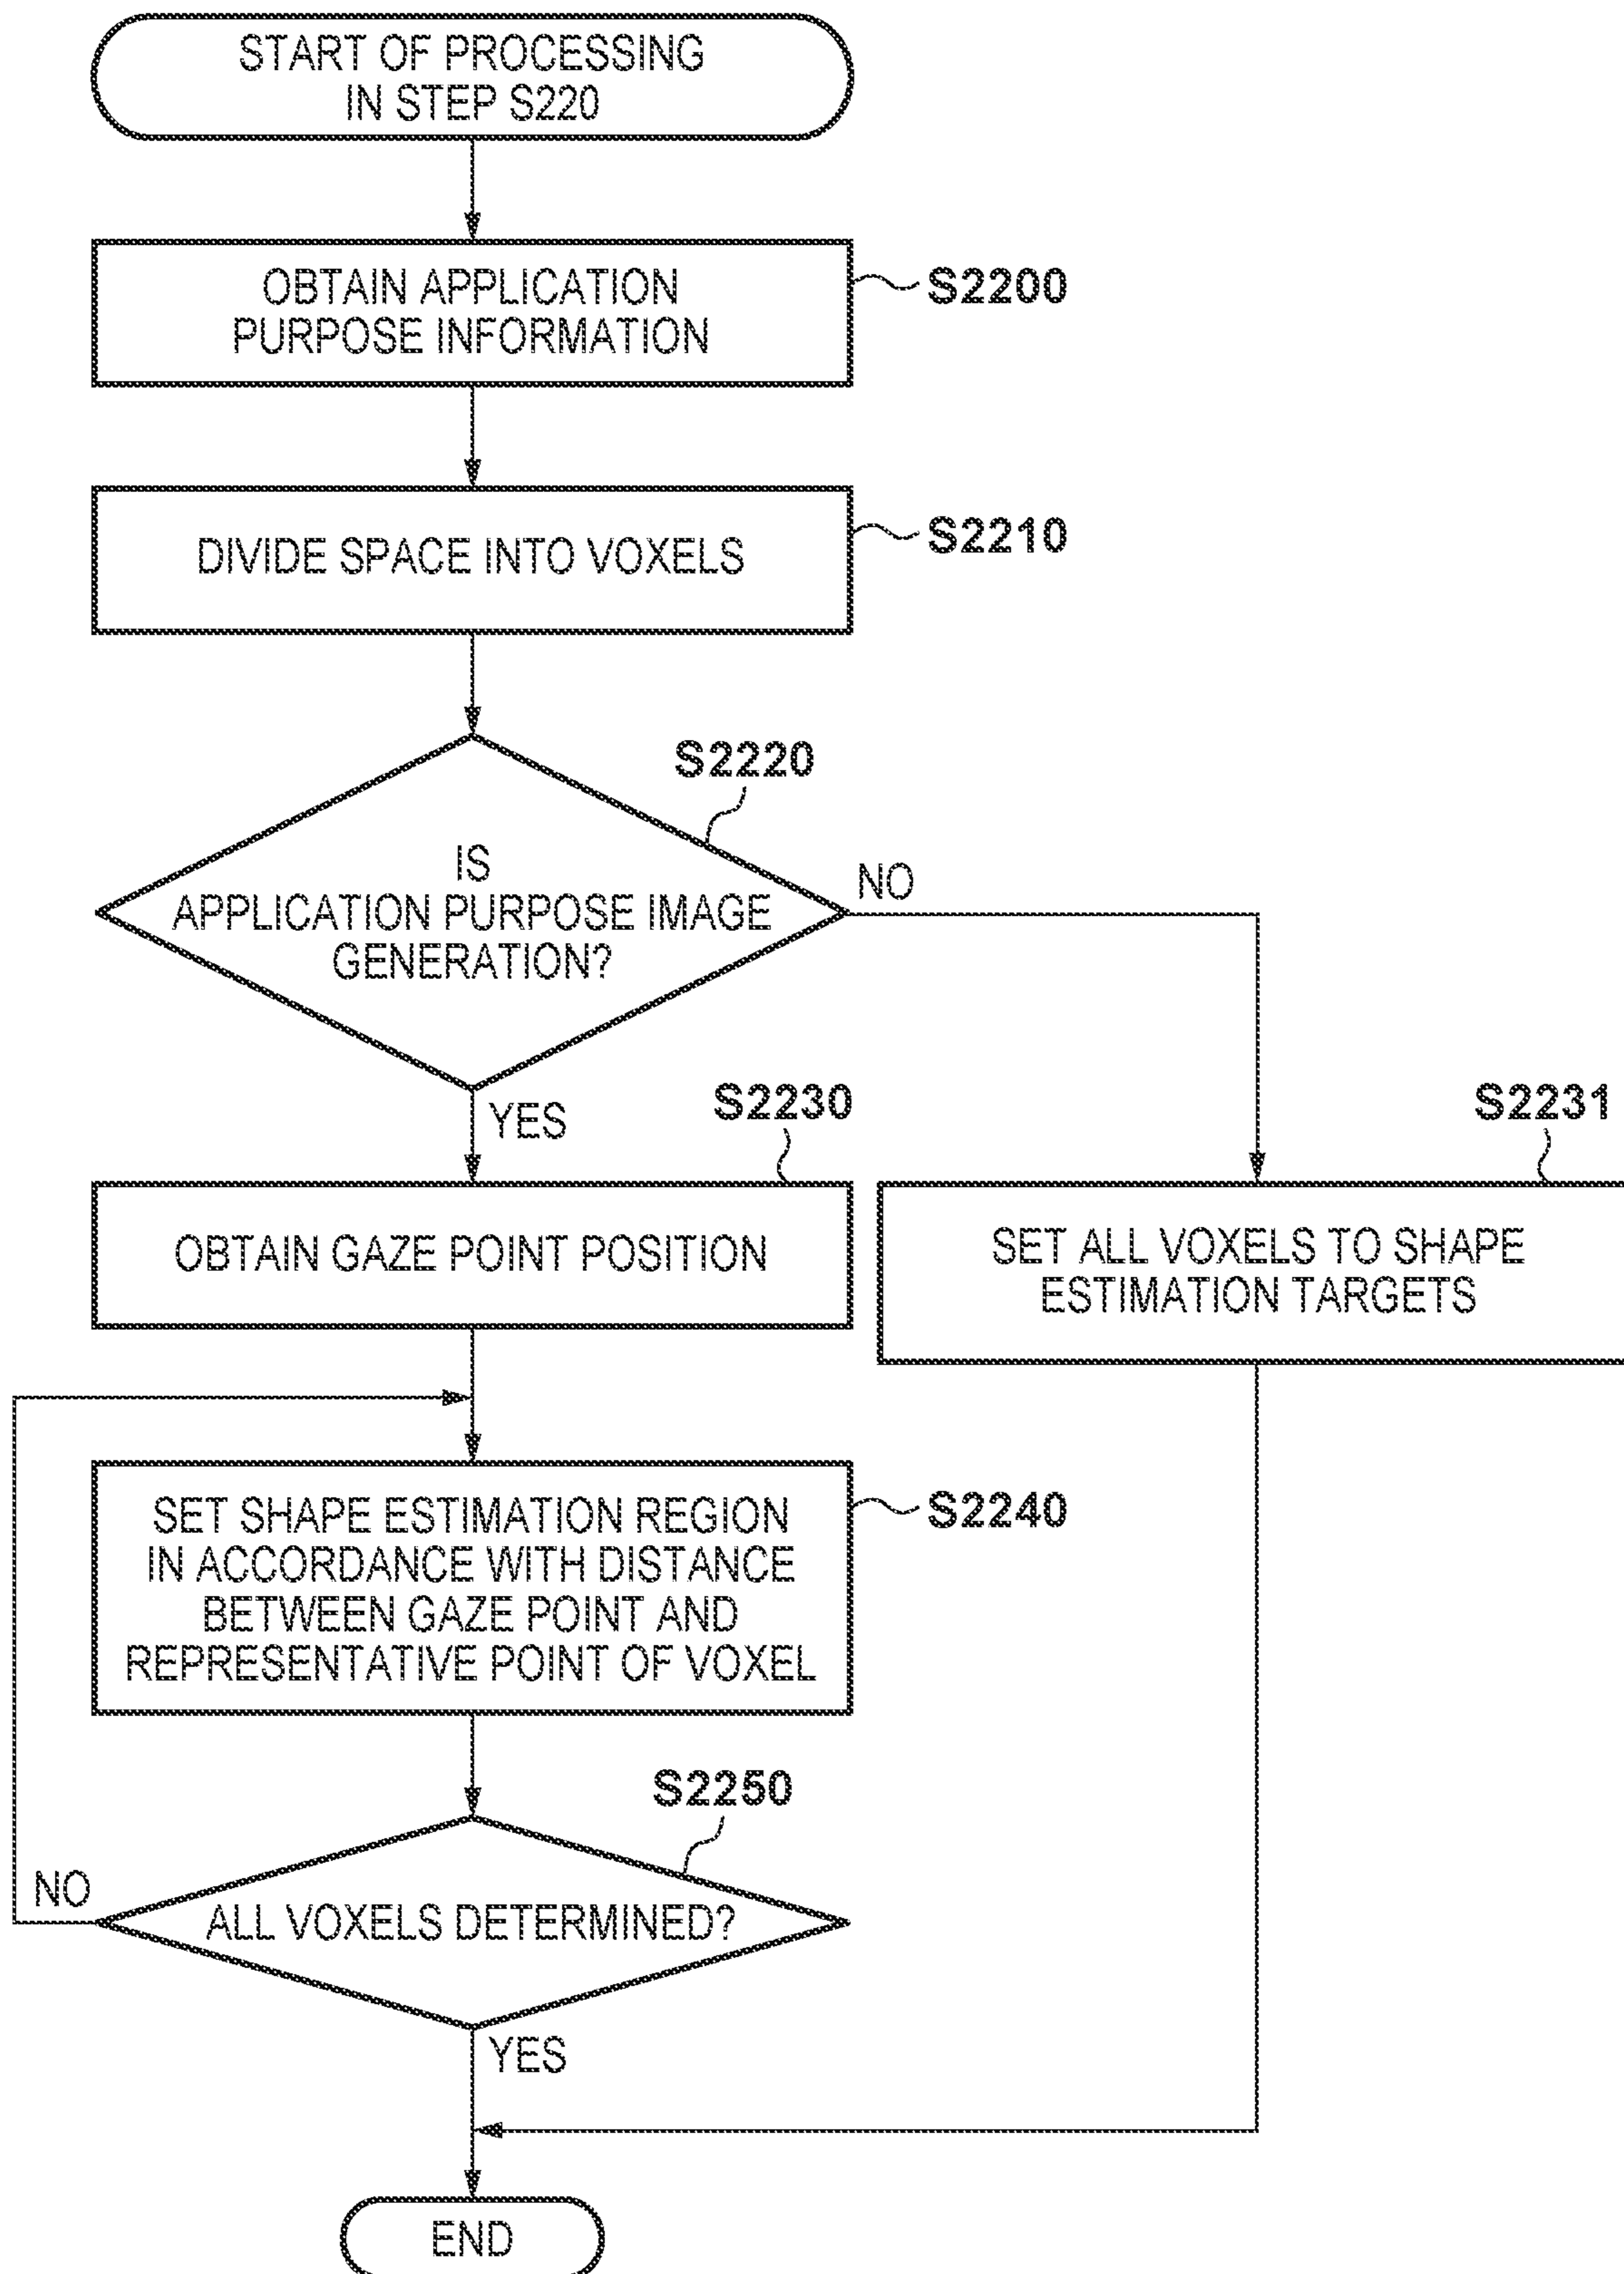 START OF PROCESSING
IN STEP S220
OBTAIN APPLICATION
PURPOSE INFORMATION
S2200
DIVIDE SPACE INTO VOXELS
S2210
S2220
IS
APPLICATION PURPOSE IMAGE
GENERATION?
NO
YES
S2230
S2231
OBTAIN GAZE POINT POSITION
SET ALL VOXELS TO SHAPE
ESTIMATION TARGETS
SET SHAPE ESTIMATION REGION
IN ACCORDANCE WITH DISTANCE
BETWEEN GAZE POINT AND
REPRESENTATIVE POINT OF VOXEL
S2240
S2250
NO
ALL VOXELS DETERMINED?
YES
END